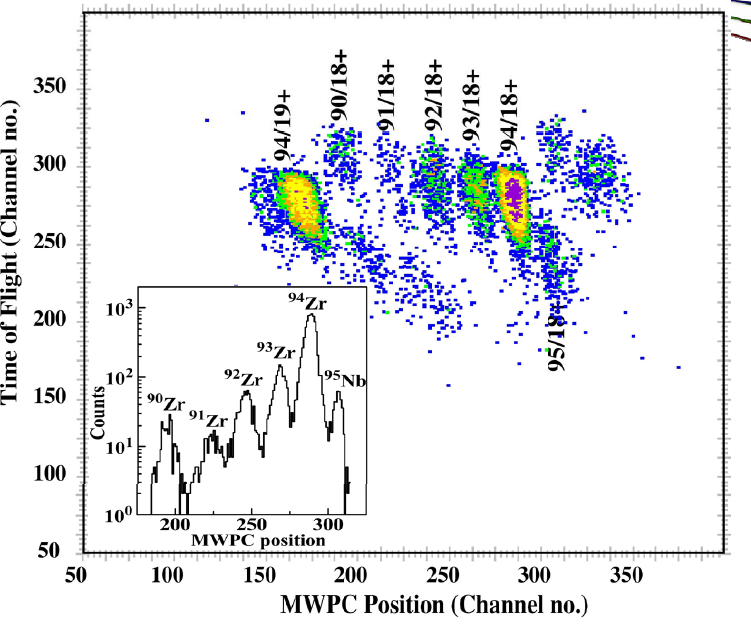 350
300
250
200
150
100
50
Time of Flight (Channel no.)
94/19+
90/18+
91/18+
92/18+
93/18+
94/18+
95/18+
10³
10²
10¹
10⁰
Counts
⁹⁰Zr
⁹¹Zr
⁹²Zr
⁹³Zr
⁹⁴Zr
⁹⁵Nb
200 250 300
MWPC position
50 100 150 200 250 300 350
MWPC Position (Channel no.)